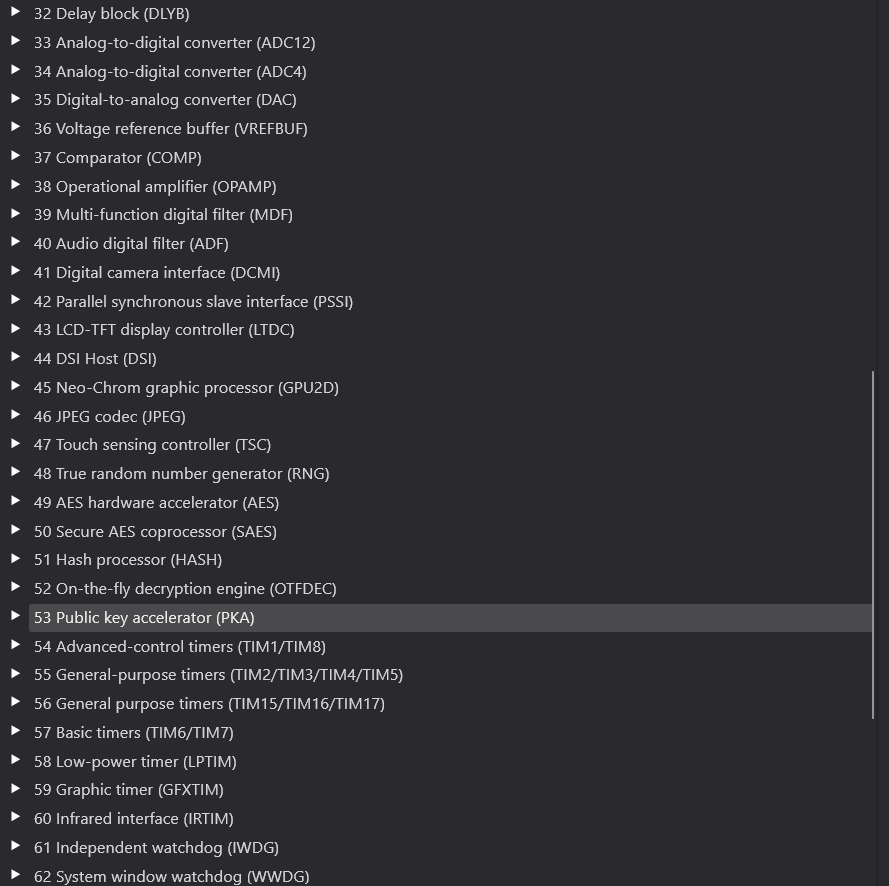 32 Delay block (DLYB)
33 Analog-to-digital converter (ADC12)
34 Analog-to-digital converter (ADC4)
35 Digital-to-analog converter (DAC)
36 Voltage reference buffer (VREFBUF)
37 Comparator (COMP)
38 Operational amplifier (OPAMP)
39 Multi-function digital filter (MDF)
40 Audio digital filter (ADF)
41 Digital camera interface (DCMI)
42 Parallel synchronous slave interface (PSSI)
43 LCD-TFT display controller (LTDC)
44 DSI Host (DSI)
45 Neo-Chrom graphic processor (GPU2D)
46 JPEG codec (JPEG)
47 Touch sensing controller (TSC)
48 True random number generator (RNG)
49 AES hardware accelerator (AES)
50 Secure AES coprocessor (SAES)
51 Hash processor (HASH)
52 On-the-fly decryption engine (OTFDEC)
53 Public key accelerator (PKA)
54 Advanced-control timers (TIM1/TIM8)
55 General-purpose timers (TIM2/TIM3/TIM4/TIM5)
56 General purpose timers (TIM15/TIM16/TIM17)
57 Basic timers (TIM6/TIM7)
58 Low-power timer (LPTIM)
59 Graphic timer (GFXTIM)
60 Infrared interface (IRTIM)
61 Independent watchdog (IWDG)
62 System window watchdog (WWDG)